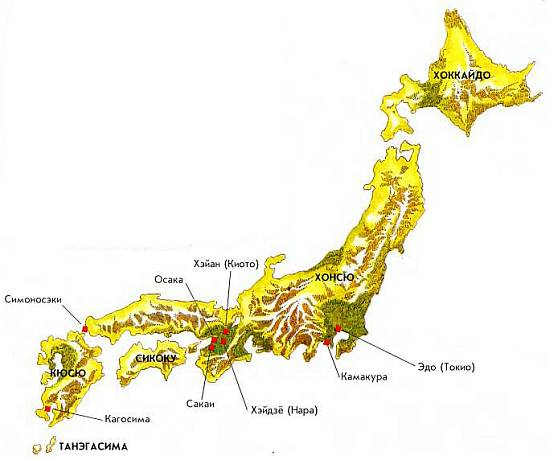 ХОККАЙДО
Хэйан (Киото)
ХОНСЮ
Осака
Симоносэки
СИКОКУ
Эдо (Токио)
КЮСЮ
Камакура
Сакаи
Хэйдзё (Нара)
Кагосима
ТАНЭГАСИМА